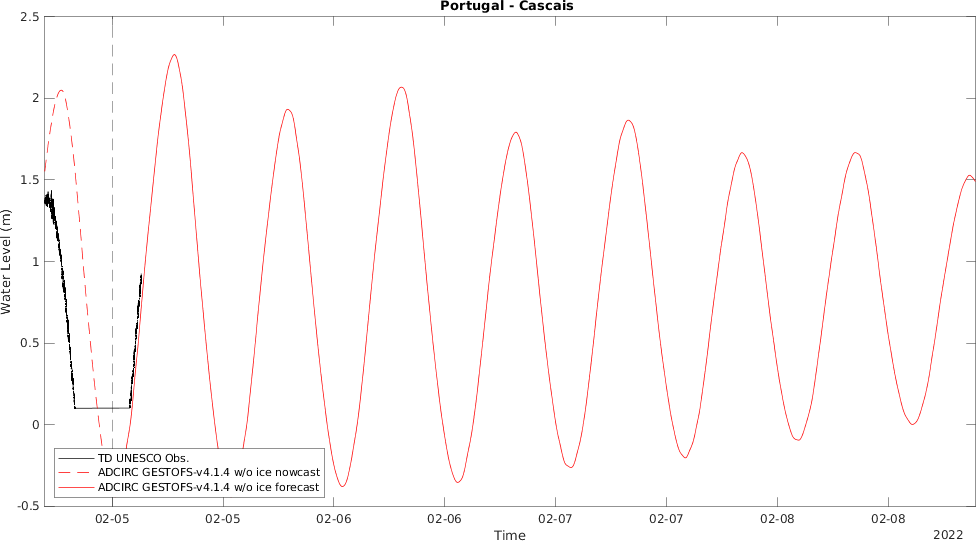 Portugal - Cascais
2.5
2
1.5
1
0.5
0
-0.5
Water Level (m)
TD UNESCO Obs.
ADCIRC GESTOFS-v4.1.4 w/o ice nowcast
ADCIRC GESTOFS-v4.1.4 w/o ice forecast
02-05 02-05 02-06 02-06 02-07 02-07 02-08 02-08
Time
2022